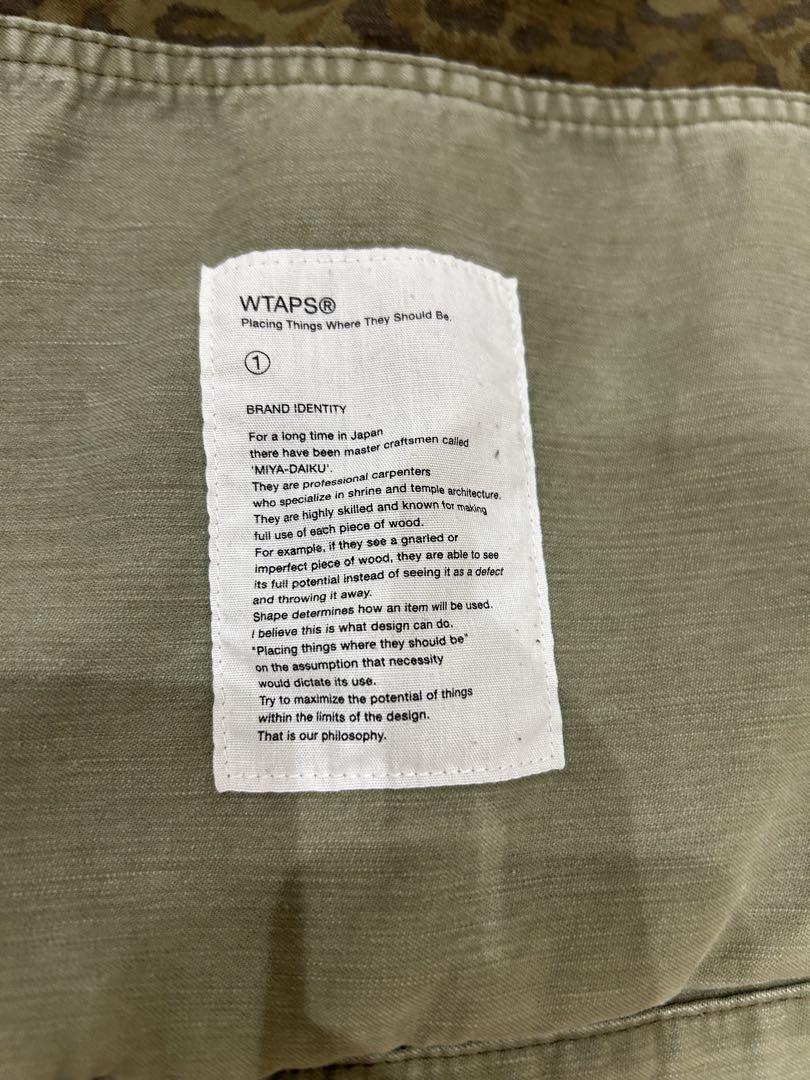 WTAPS®
Placing Things Where They Should Be.
①
BRAND IDENTITY
For a long time in Japan
there have been master craftsmen called
'MIYA-DAIKU'.
They are professional carpenters
who specialize in shrine and temple architecture.
They are highly skilled and known for making
full use of each piece of wood.
For example, if they see a gnarled or
imperfect piece of wood, they are able to see
its full potential instead of seeing it as a defect
and throwing it away.
Shape determines how an item will be used.
I believe this is what design can do.
"Placing things where they should be"
on the assumption that necessity
would dictate its use.
Try to maximize the potential of things
within the limits of the design.
That is our philosophy.